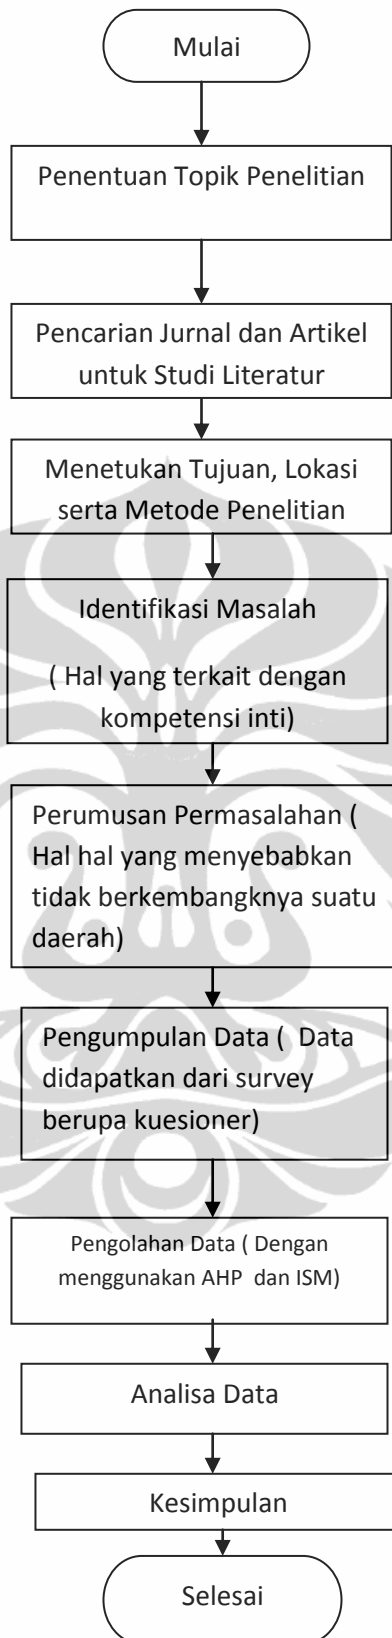 Mulai
Penentuan Topik Penelitian
Pencarian Jurnal dan Artikel
untuk Studi Literatur
Menetukan Tujuan, Lokasi
serta Metode Penelitian
Identifikasi Masalah
( Hal yang terkait dengan
kompetensi inti)
Perumusan Permasalahan (
Hal hal yang menyebabkan
tidak berkembangknya suatu
daerah)
Pengumpulan Data (  Data
didapatkan dari survey
berupa kuesioner)
Pengolahan Data ( Dengan
menggunakan AHP  dan ISM)
Analisa Data
Kesimpulan
Selesai